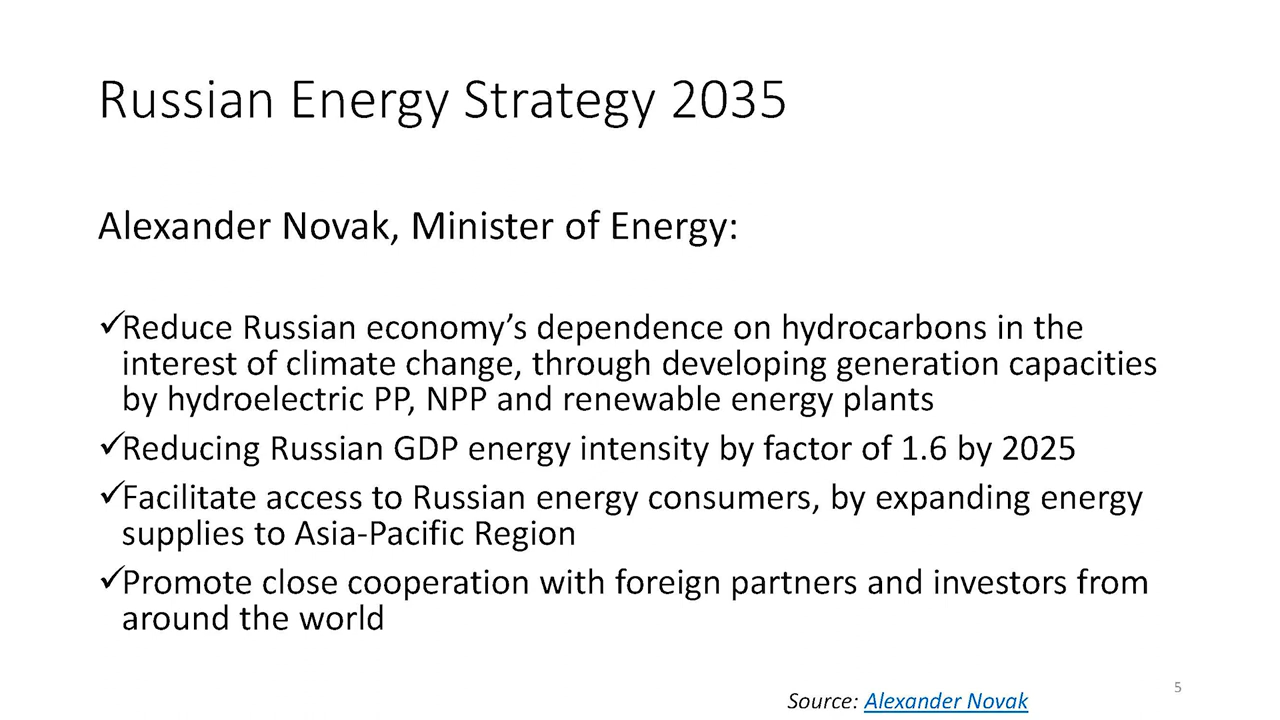 Russian Energy Strategy 2035
Alexander Novak, Minister of Energy:
✓Reduce Russian economy’s dependence on hydrocarbons in the
interest of climate change, through developing generation capacities
by hydroelectric PP, NPP and renewable energy plants
✓Reducing Russian GDP energy intensity by factor of 1.6 by 2025
✓Facilitate access to Russian energy consumers, by expanding energy
supplies to Asia-Pacific Region
✓Promote close cooperation with foreign partners and investors from
around the world
5
Source: Alexander Novak